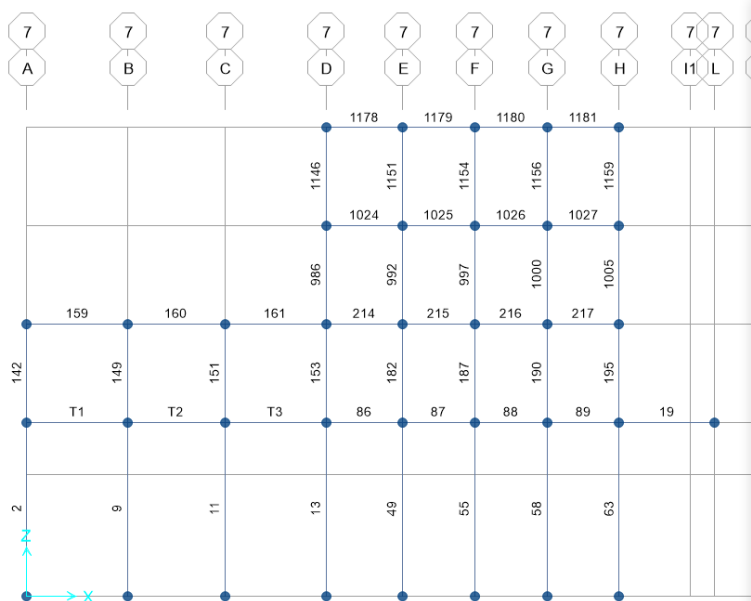 7 7 7 7 7 7 7 7 7 7
A B C D E F G H I1 L
1178 1179 1180 1181
1146 1151 1154 1156 1159
1024 1025 1026 1027
986 992 997 1000 1005
159 160 161 214 215 216 217
142 149 151 153 182 187 190 195
T1 T2 T3 86 87 88 89 19
2 9 11 13 49 55 58 63
Z
X